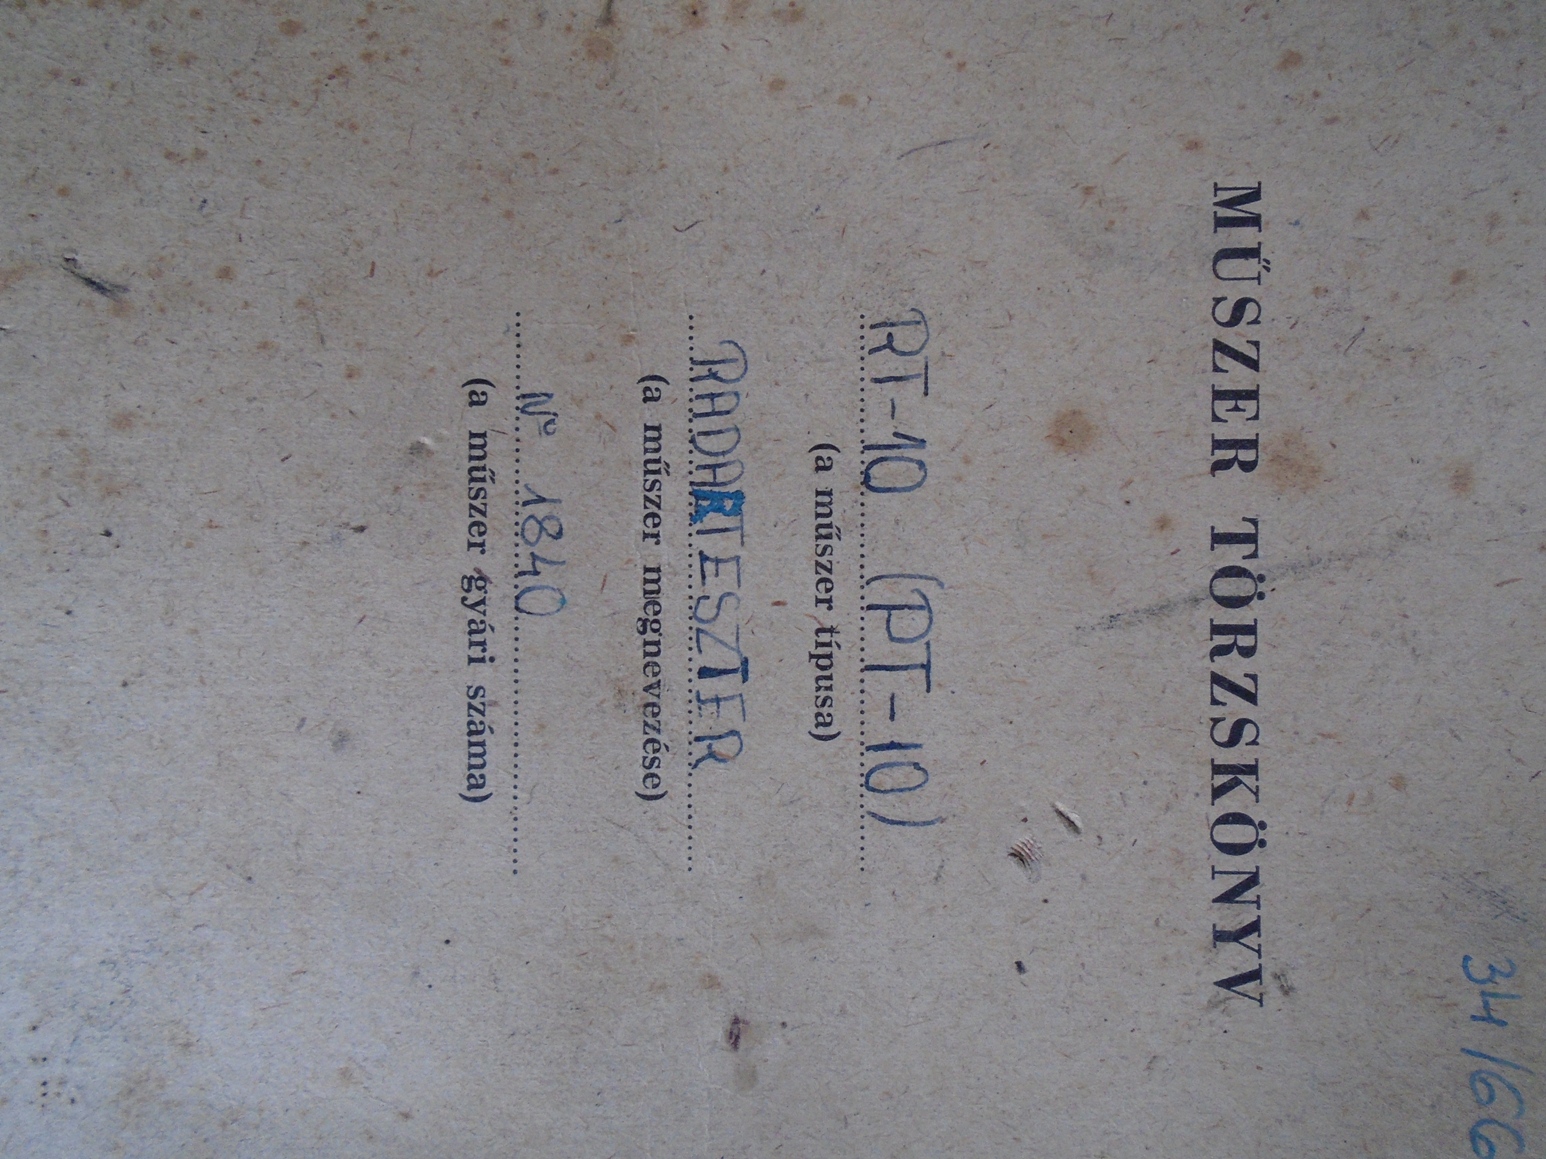 34/66
MŰSZER TÖRZSKÖNYV
RT-10 (PT-10)
(a műszer típusa)
RADARTESZTER
(a műszer megnevezése)
No 1840
(a műszer gyári száma)